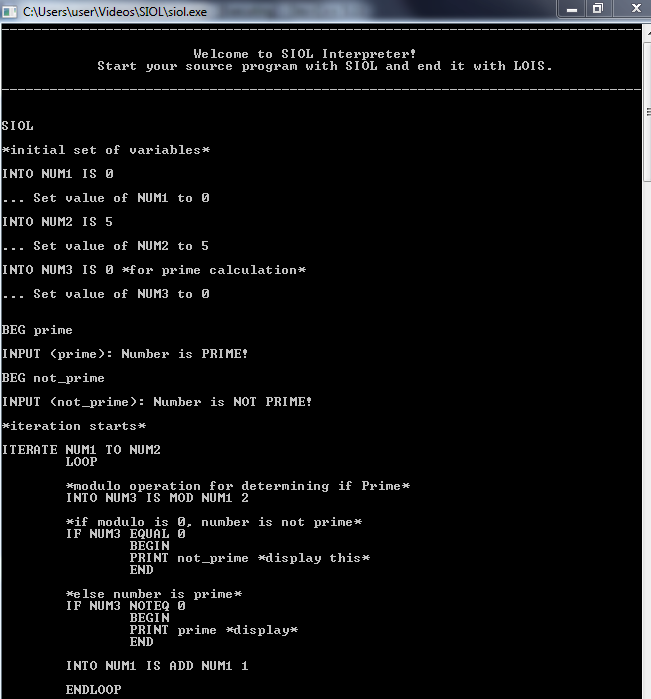 C:\Users\user\Videos\SIOL\siol.exe
Welcome to SIOL Interpreter!
Start your source program with SIOL and end it with LOIS.
SIOL
*initial set of variables*
INTO NUM1 IS 0
... Set value of NUM1 to 0
INTO NUM2 IS 5
... Set value of NUM2 to 5
INTO NUM3 IS 0 *for prime calculation*
... Set value of NUM3 to 0
BEG prime
INPUT (prime): Number is PRIME!
BEG not_prime
INPUT (not_prime): Number is NOT PRIME!
*iteration starts*
ITERATE NUM1 TO NUM2
LOOP
*modulo operation for determining if Prime*
INTO NUM3 IS MOD NUM1 2
*if modulo is 0, number is not prime*
IF NUM3 EQUAL 0
BEGIN
PRINT not_prime *display this*
END
*else number is prime*
IF NUM3 NOTEQ 0
BEGIN
PRINT prime *display*
END
INTO NUM1 IS ADD NUM1 1
ENDLOOP